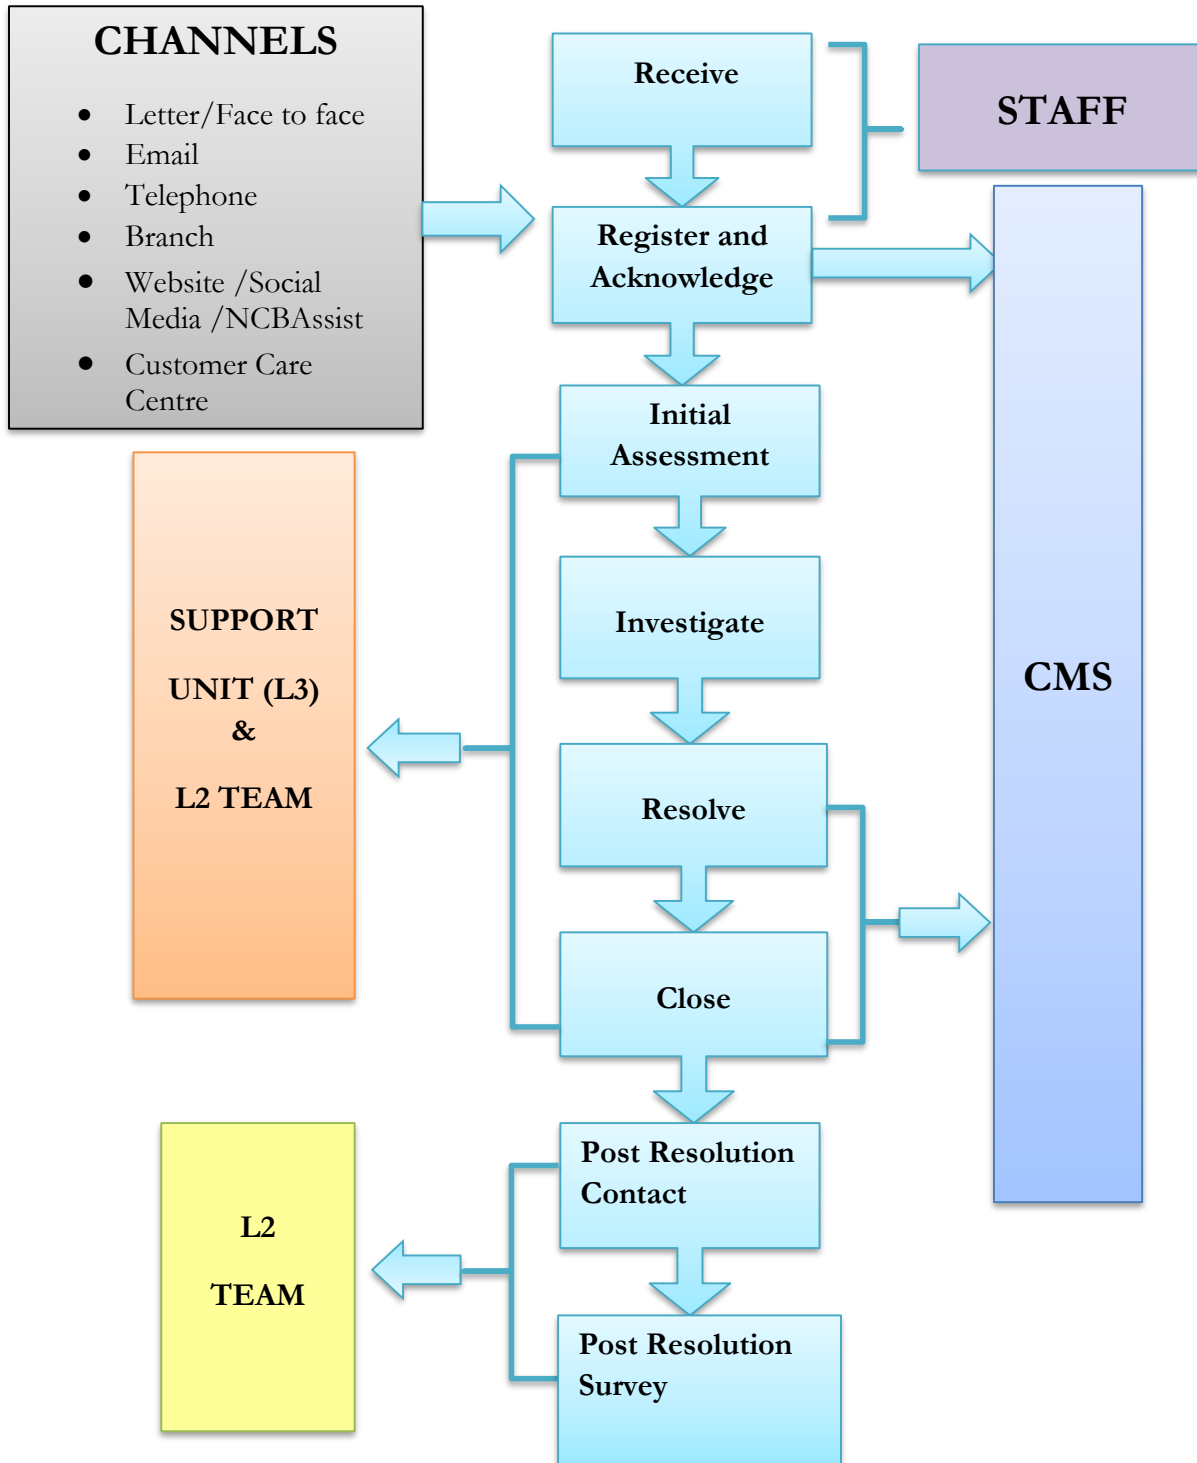 CHANNELS
• Letter/Face to face
• Email
• Telephone
• Branch
• Website /Social
Media /NCBAssist
• Customer Care
Centre
Receive
STAFF
Register and
Acknowledge
Initial
Assessment
SUPPORT
UNIT (L3)
&
L2 TEAM
Investigate
CMS
Resolve
Close
Post Resolution
Contact
L2
TEAM
Post Resolution
Survey